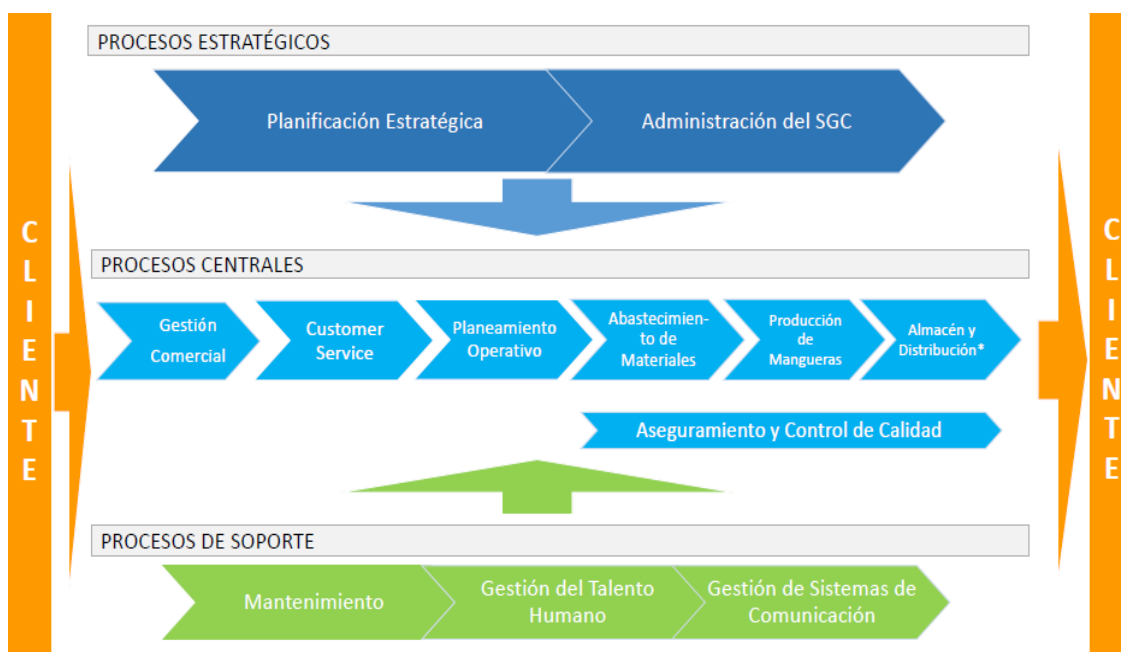 PROCESOS ESTRATÉGICOS
Planificación Estratégica
Administración del SGC
CLIENTE
PROCESOS CENTRALES
Gestión
Comercial
Customer
Service
Planeamiento
Operativo
Abastecimien-
to de
Materiales
Producción
de
Mangueras
Almacén y
Distribución*
Aseguramiento y Control de Calidad
CLIENTE
PROCESOS DE SOPORTE
Mantenimiento
Gestión del Talento
Humano
Gestión de Sistemas de
Comunicación